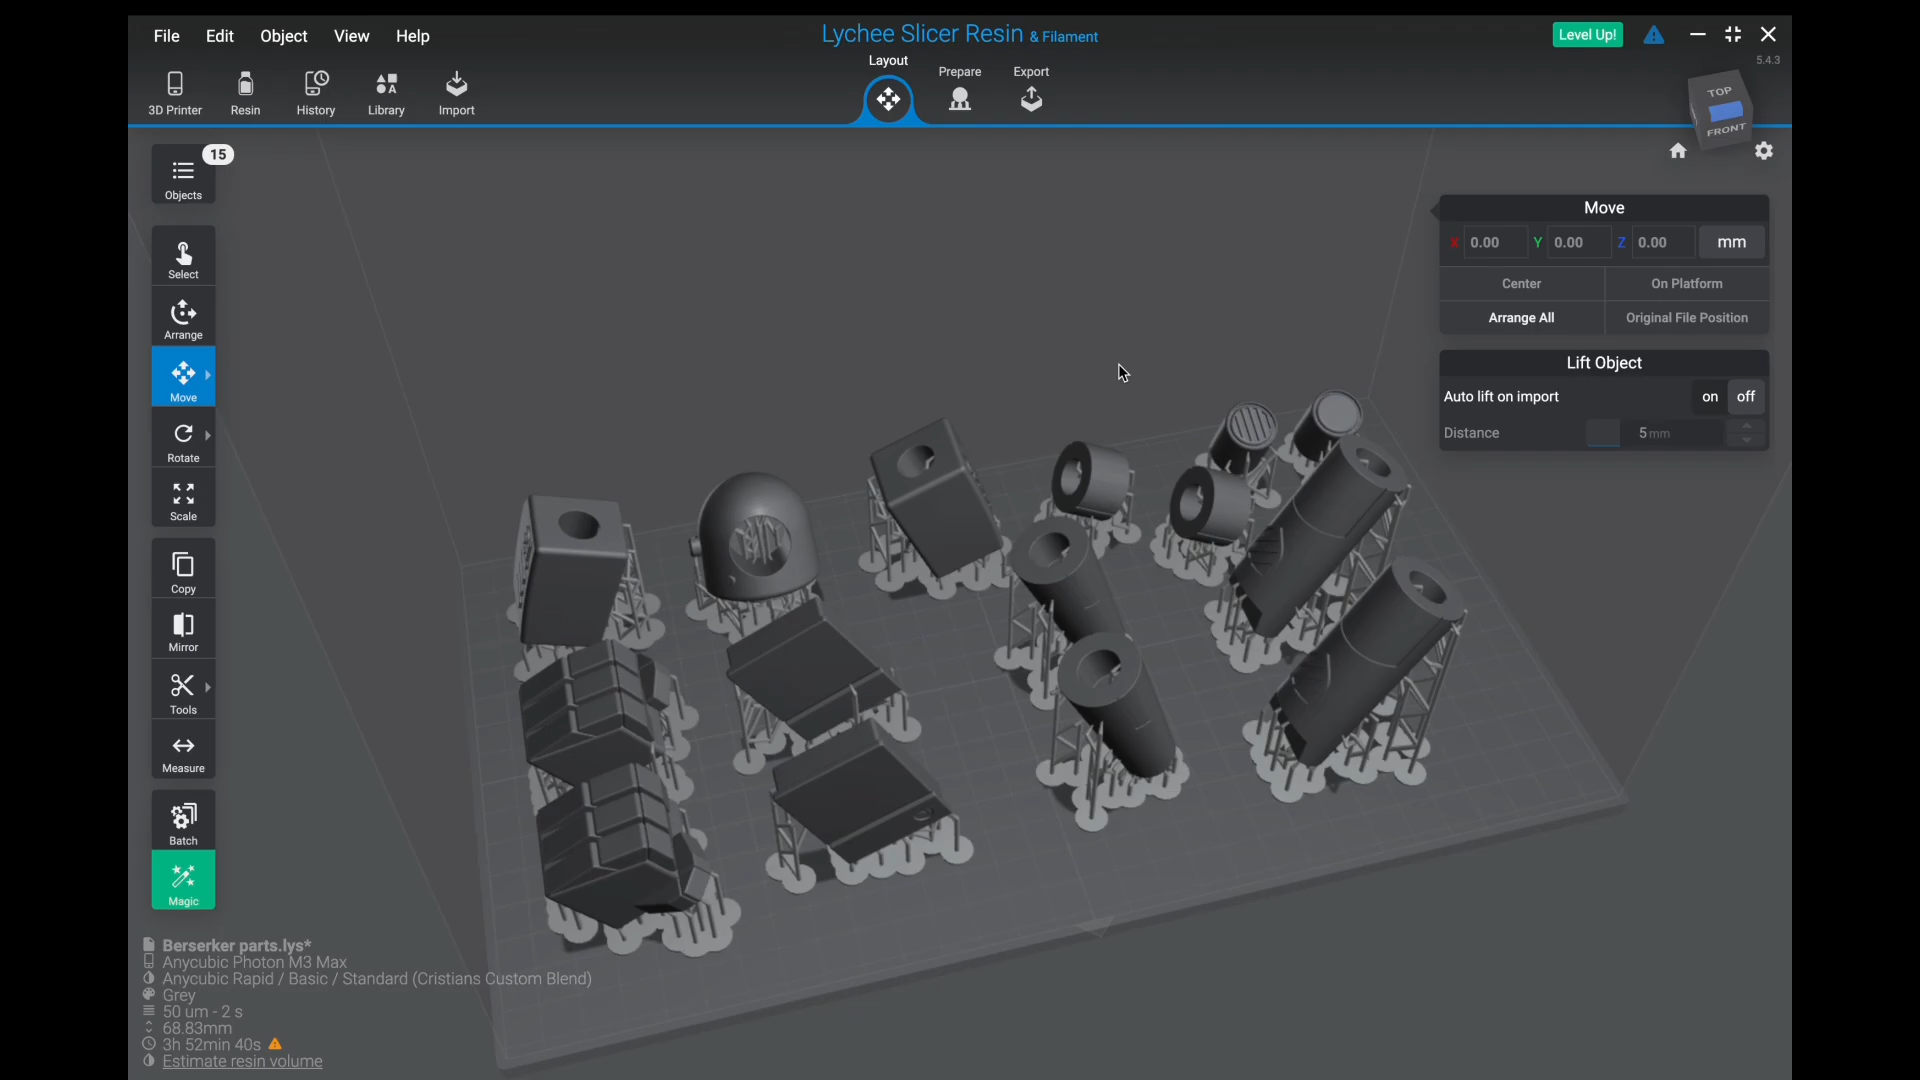 File Edit Object View Help
Lychee Slicer Resin & Filament
Level Up!
5.4.3
3D Printer Resin History Library Import
Layout Prepare Export
TOP
FRONT
15
Objects
Select
Arrange
Move
Rotate
Scale
Copy
Mirror
Tools
Measure
Batch
Magic
Move
X 0.00 Y 0.00 Z 0.00 mm
Center On Platform
Arrange All Original File Position
Lift Object
Auto lift on import on off
Distance 5 mm
Berserker parts.lys*
Anycubic Photon M3 Max
Anycubic Rapid / Basic / Standard (Cristians Custom Blend)
Grey
50 um - 2 s
68.83mm
3h 52min 40s
Estimate resin volume